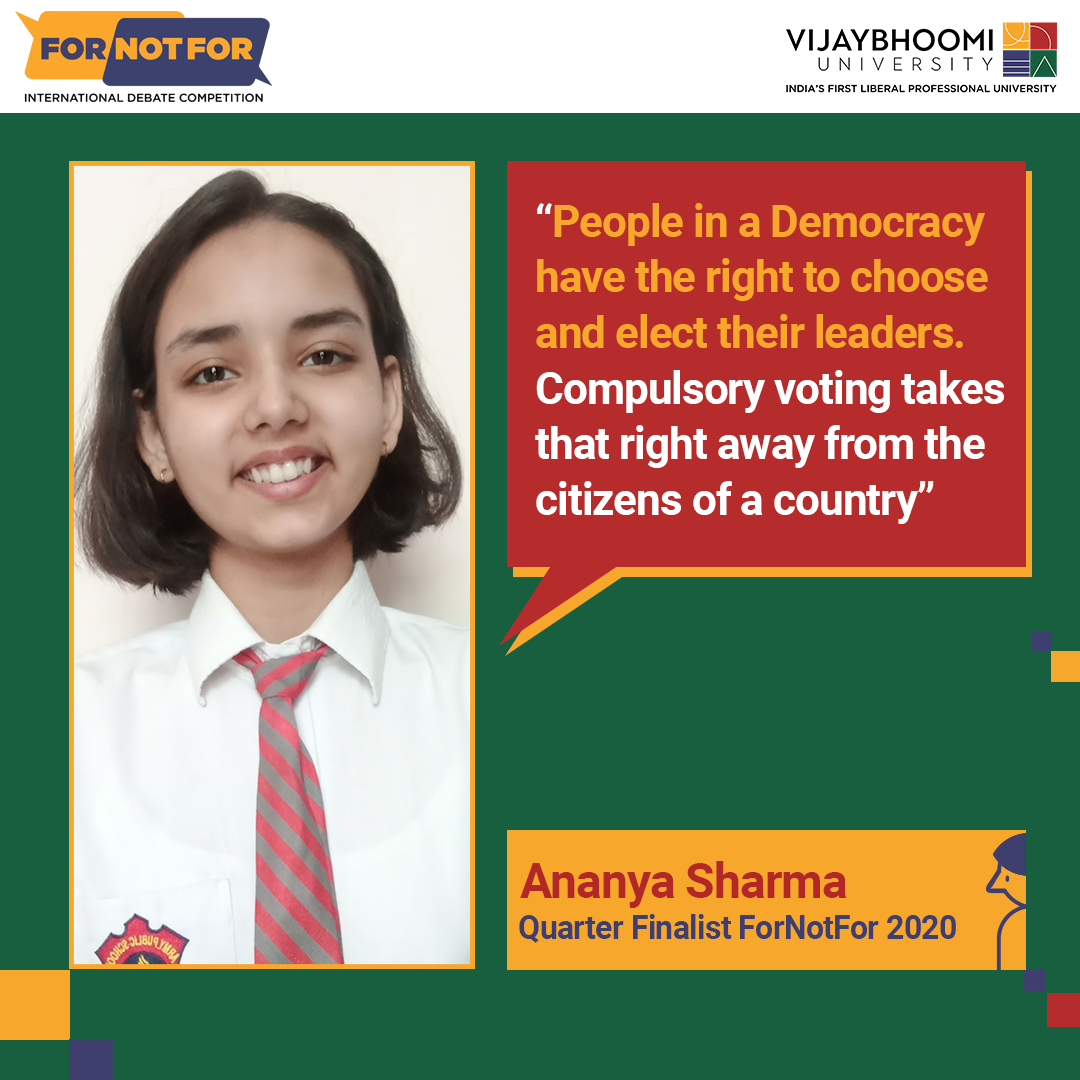 FOR NOT FOR
INTERNATIONAL DEBATE COMPETITION
VIJAYBHOOMI
UNIVERSITY
INDIA'S FIRST LIBERAL PROFESSIONAL UNIVERSITY
“People in a Democracy
have the right to choose
and elect their leaders.
Compulsory voting takes
that right away from the
citizens of a country”
ARMY PUBLIC SCHOO
Ananya Sharma
Quarter Finalist ForNotFor 2020